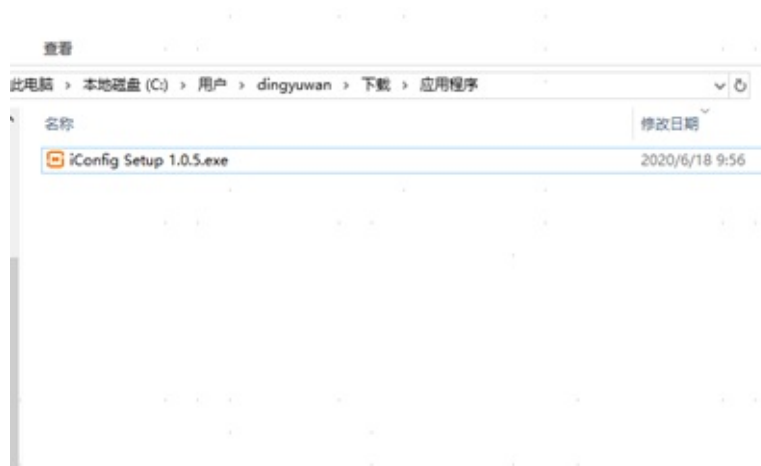 查看
此电脑 › 本地磁盘 (C:) › 用户 › dingyuwan › 下载 › 应用程序
名称 修改日期
iConfig Setup 1.0.5.exe 2020/6/18 9:56